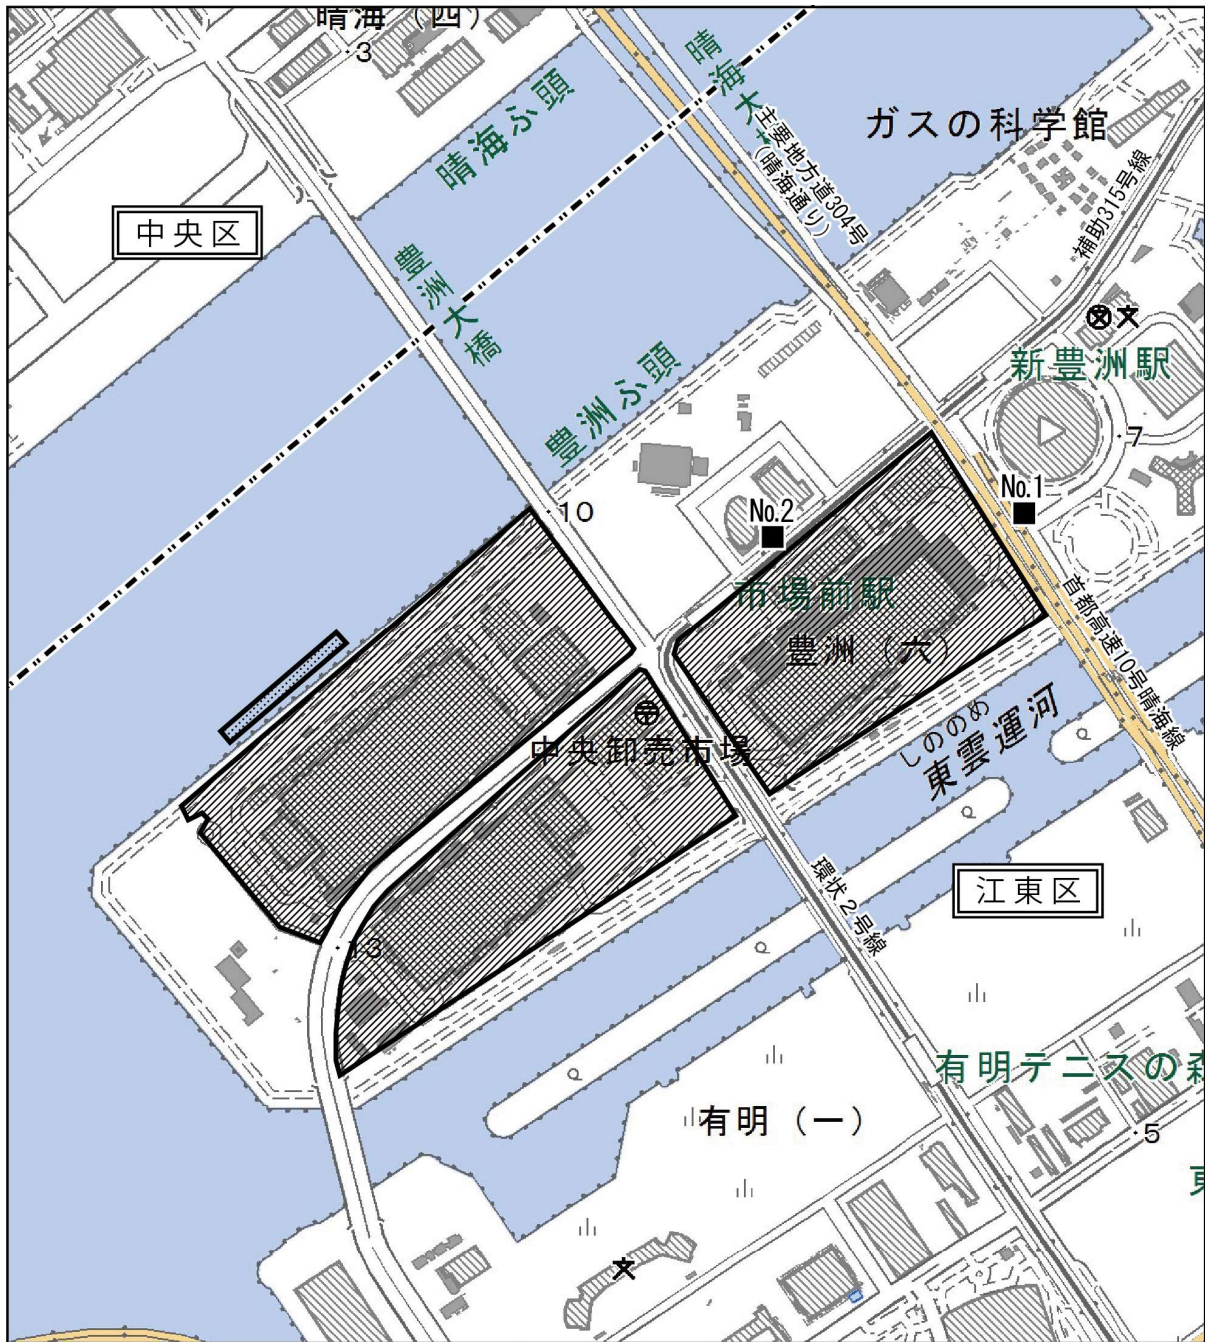 晴海（四）
3
晴海ふ頭
晴海大
主要地方道304号
（晴海通り）
ガスの科学館
補助315号線
中央区
豊洲大橋
豊洲ふ頭
新豊洲駅
7
10
No.1
No.2
市場前駅
豊洲（六）
首都高速10号晴海線
しののめ
東雲運河
中央卸売市場
江東区
環状2号線
13
有明テニスの森
有明（一）
5
東